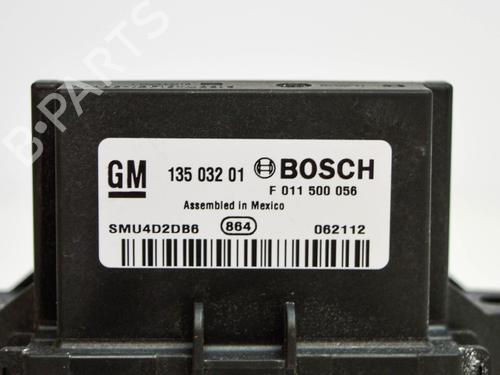 B-PARTS
GM 135 032 01 BOSCH
F 011 500 056
Assembled in Mexico
SMU4D2DB6 864 062112